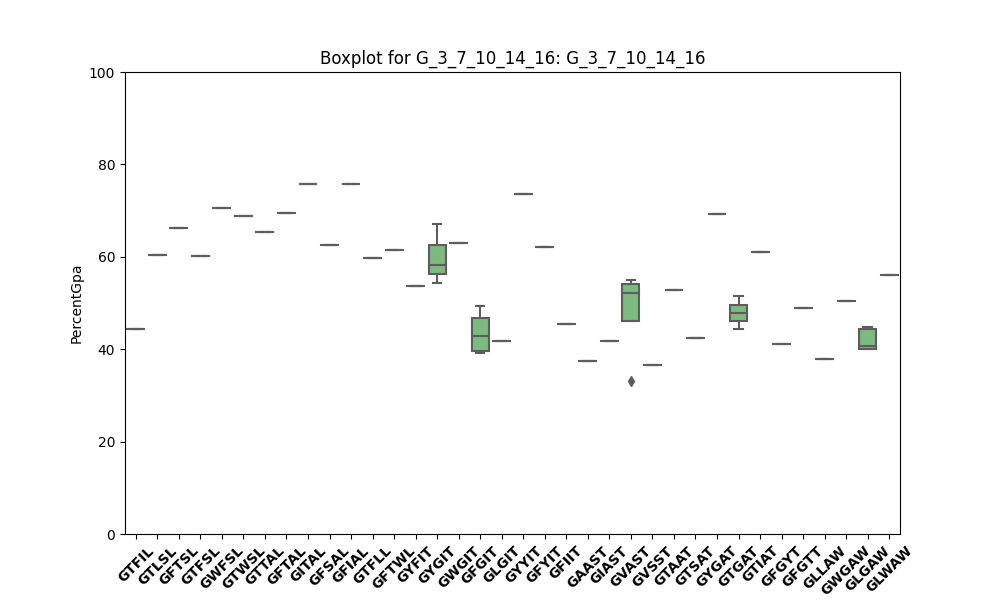 Boxplot for G_3_7_10_14_16: G_3_7_10_14_16
PercentGpa
100
80
60
40
20
0
GTFIL
GTLSL
GFTSL
GTFSL
GWFSL
GTWSL
GTTAL
GFTAL
GITAL
GFSAL
GFIAL
GTFLL
GFTWL
GYFIT
GYGIT
GWGIT
GFGIT
GLGIT
GYYIT
GFYIT
GFIIT
GAAST
GIAST
GVAST
GVSST
GTAAT
GTSAT
GYGAT
GTGAT
GTIAT
GFGYT
GFGTT
GLLAW
GWGAW
GLGAW
GLWAW